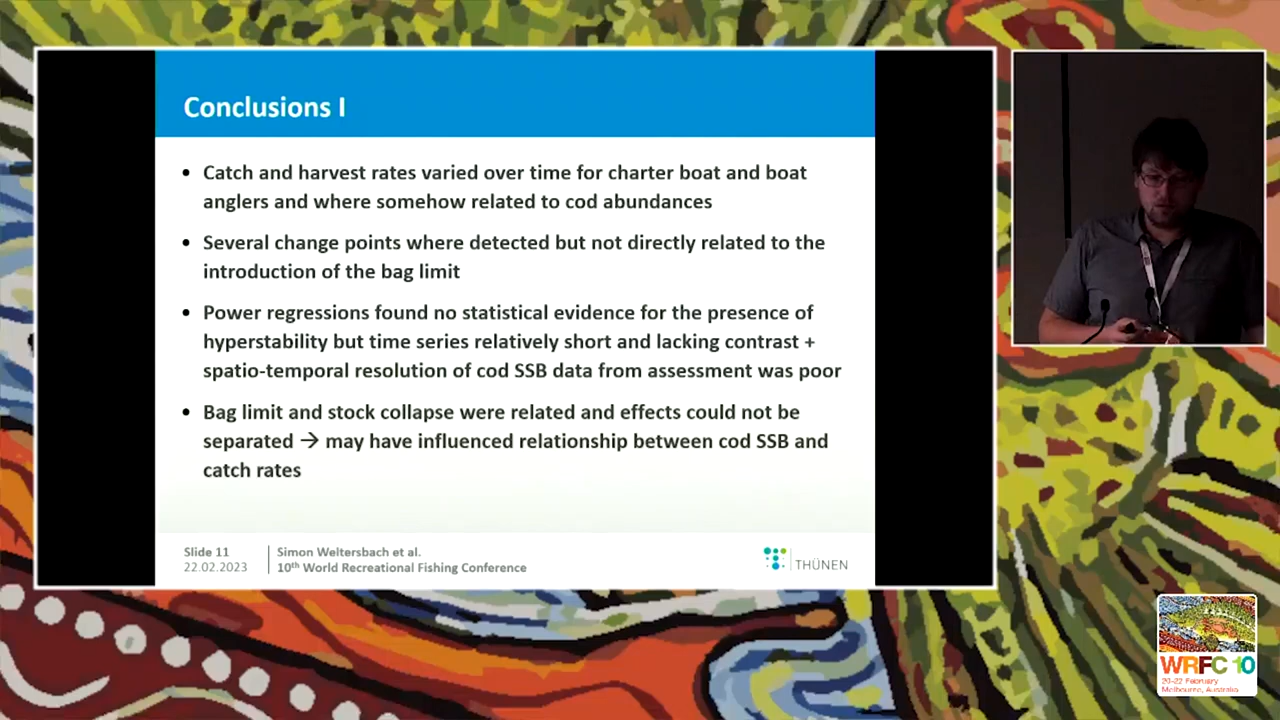 Conclusions I
• Catch and harvest rates varied over time for charter boat and boat
anglers and where somehow related to cod abundances
• Several change points where detected but not directly related to the
introduction of the bag limit
• Power regressions found no statistical evidence for the presence of
hyperstability but time series relatively short and lacking contrast +
spatio-temporal resolution of cod SSB data from assessment was poor
• Bag limit and stock collapse were related and effects could not be
separated → may have influenced relationship between cod SSB and
catch rates
Slide 11
22.02.2023
Simon Weltersbach et al.
10th World Recreational Fishing Conference
THÜNEN
WRFC 10
20-22 February
Melbourne, Australia